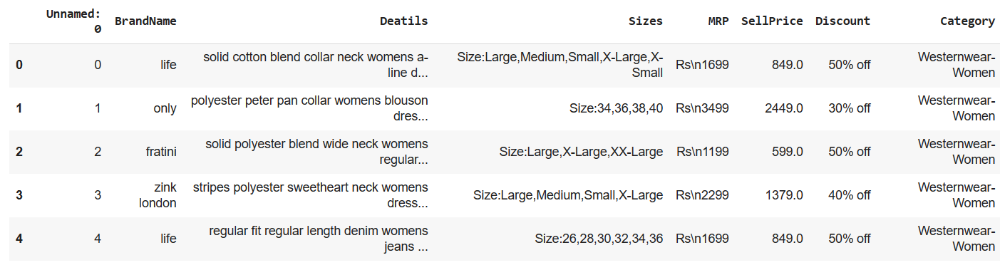 Unnamed: 0 BrandName Deatils Sizes MRP SellPrice Discount Category
0 0 life solid cotton blend collar neck womens a-line d... Size:Large,Medium,Small,X-Large,X-Small Rs\n1699 849.0 50% off Westernwear-Women
1 1 only polyester peter pan collar womens blouson dres... Size:34,36,38,40 Rs\n3499 2449.0 30% off Westernwear-Women
2 2 fratini solid polyester blend wide neck womens regular... Size:Large,X-Large,XX-Large Rs\n1199 599.0 50% off Westernwear-Women
3 3 zink london stripes polyester sweetheart neck womens dress... Size:Large,Medium,Small,X-Large Rs\n2299 1379.0 40% off Westernwear-Women
4 4 life regular fit regular length denim womens jeans ... Size:26,28,30,32,34,36 Rs\n1699 849.0 50% off Westernwear-Women